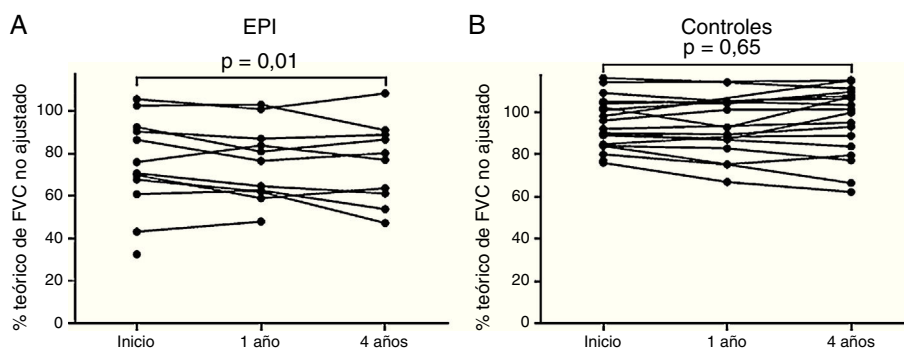 A
EPI
p = 0,01
% teórico de FVC no ajustado
100
80
60
40
20
0
Inicio
1 año
4 años
B
Controles
p = 0,65
% teórico de FVC no ajustado
100
80
60
40
20
0
Inicio
1 año
4 años